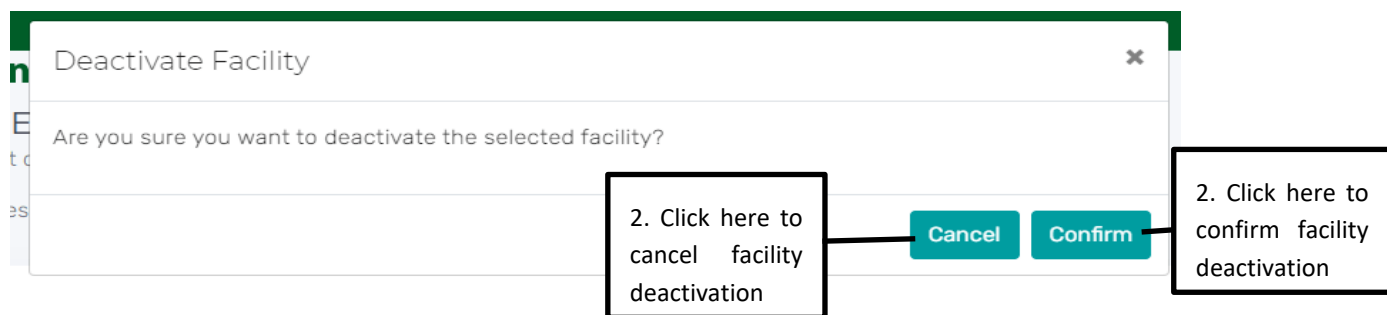 Deactivate Facility
n
E
Are you sure you want to deactivate the selected facility?
t
es
2. Click here to
cancel facility
deactivation
Cancel
Confirm
2. Click here to
confirm facility
deactivation